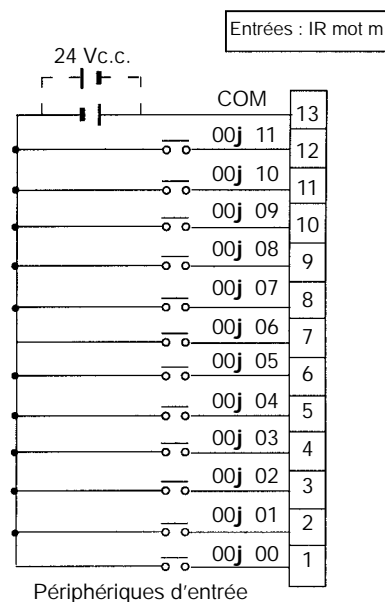 Entrées : IR mot m
24 Vc.c.
COM 13
00j 11 12
00j 10 11
00j 09 10
00j 08 9
00j 07 8
00j 06 7
00j 05 6
00j 04 5
00j 03 4
00j 02 3
00j 01 2
00j 00 1
Périphériques d'entrée